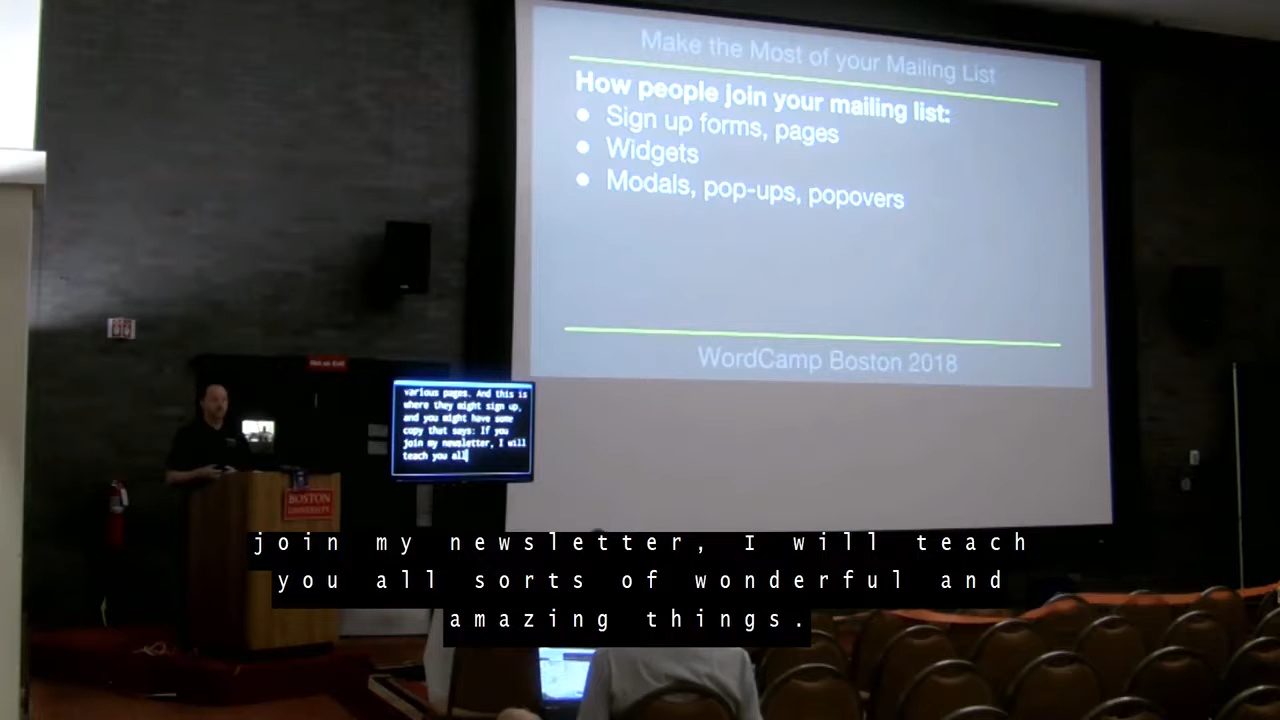 Make the Most of your Mailing List
How people join your mailing list:
● Sign up forms, pages
● Widgets
● Modals, pop-ups, popovers
WordCamp Boston 2018
Not an Exit
various pages. And this is
where they might sign up,
and you might have some
copy that says: If you
join my newsletter, I will
teach you all
BOSTON
UNIVERSITY
join my newsletter, I will teach
you all sorts of wonderful and
amazing things.